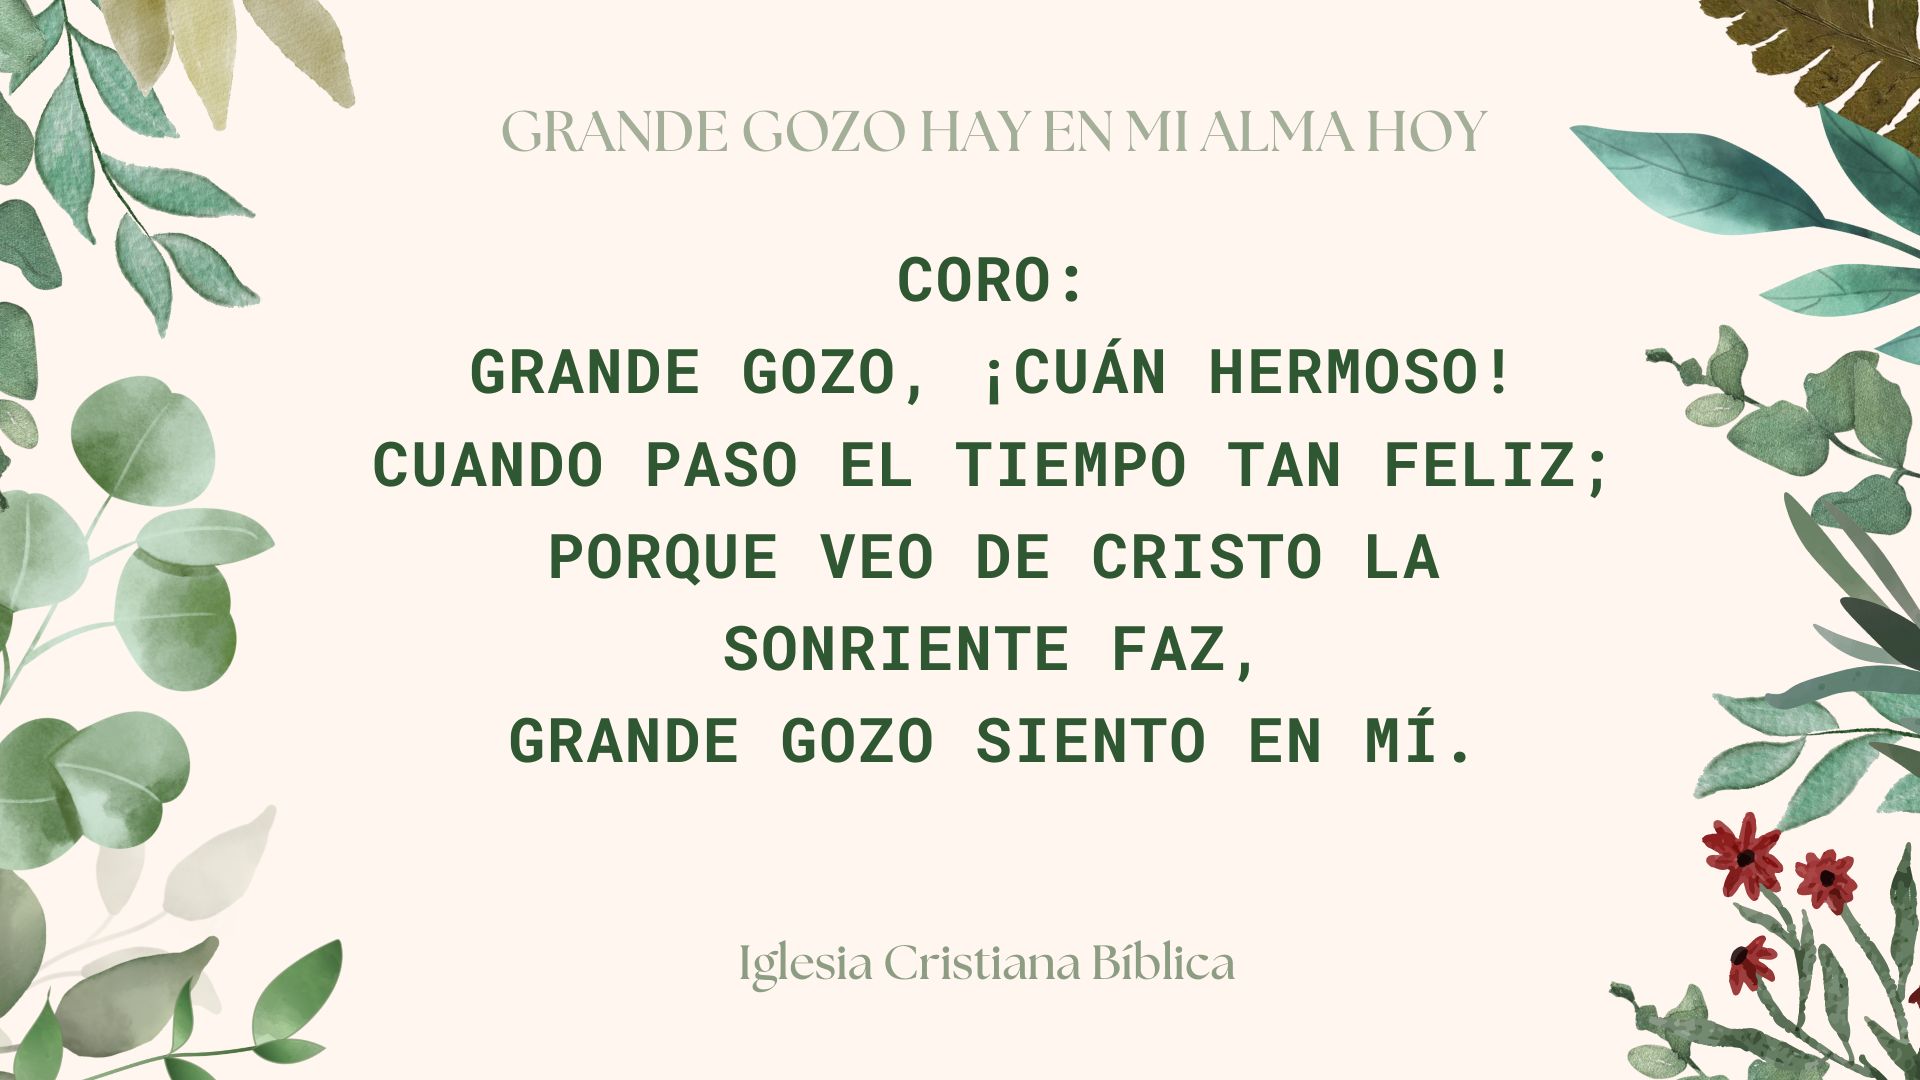 GRANDE GOZO HAY EN MI ALMA HOY
CORO:
GRANDE GOZO, ¡CUÁN HERMOSO!
CUANDO PASO EL TIEMPO TAN FELIZ;
PORQUE VEO DE CRISTO LA
SONRIENTE FAZ,
GRANDE GOZO SIENTO EN MÍ.
Iglesia Cristiana Bíblica